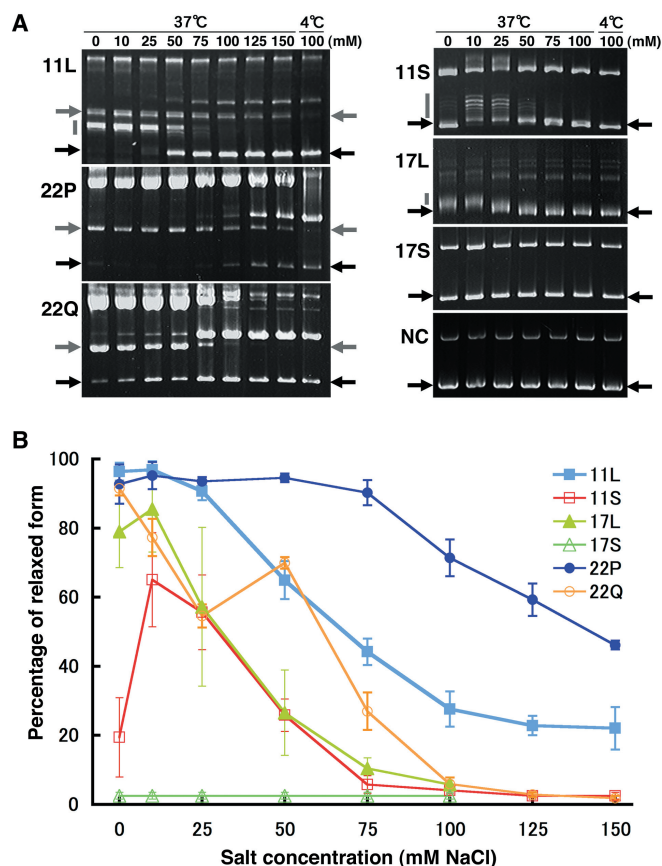 A
37℃ 4℃
0 10 25 50 75 100 125 150 100 (mM)
11L
22P
22Q
37℃ 4℃
0 10 25 50 75 100 100 (mM)
11S
17L
17S
NC
B
Percentage of relaxed form
100
80
60
40
20
0
0 10 25 50 75 100 125 150
Salt concentration (mM NaCl)
11L
11S
17L
17S
22P
22Q